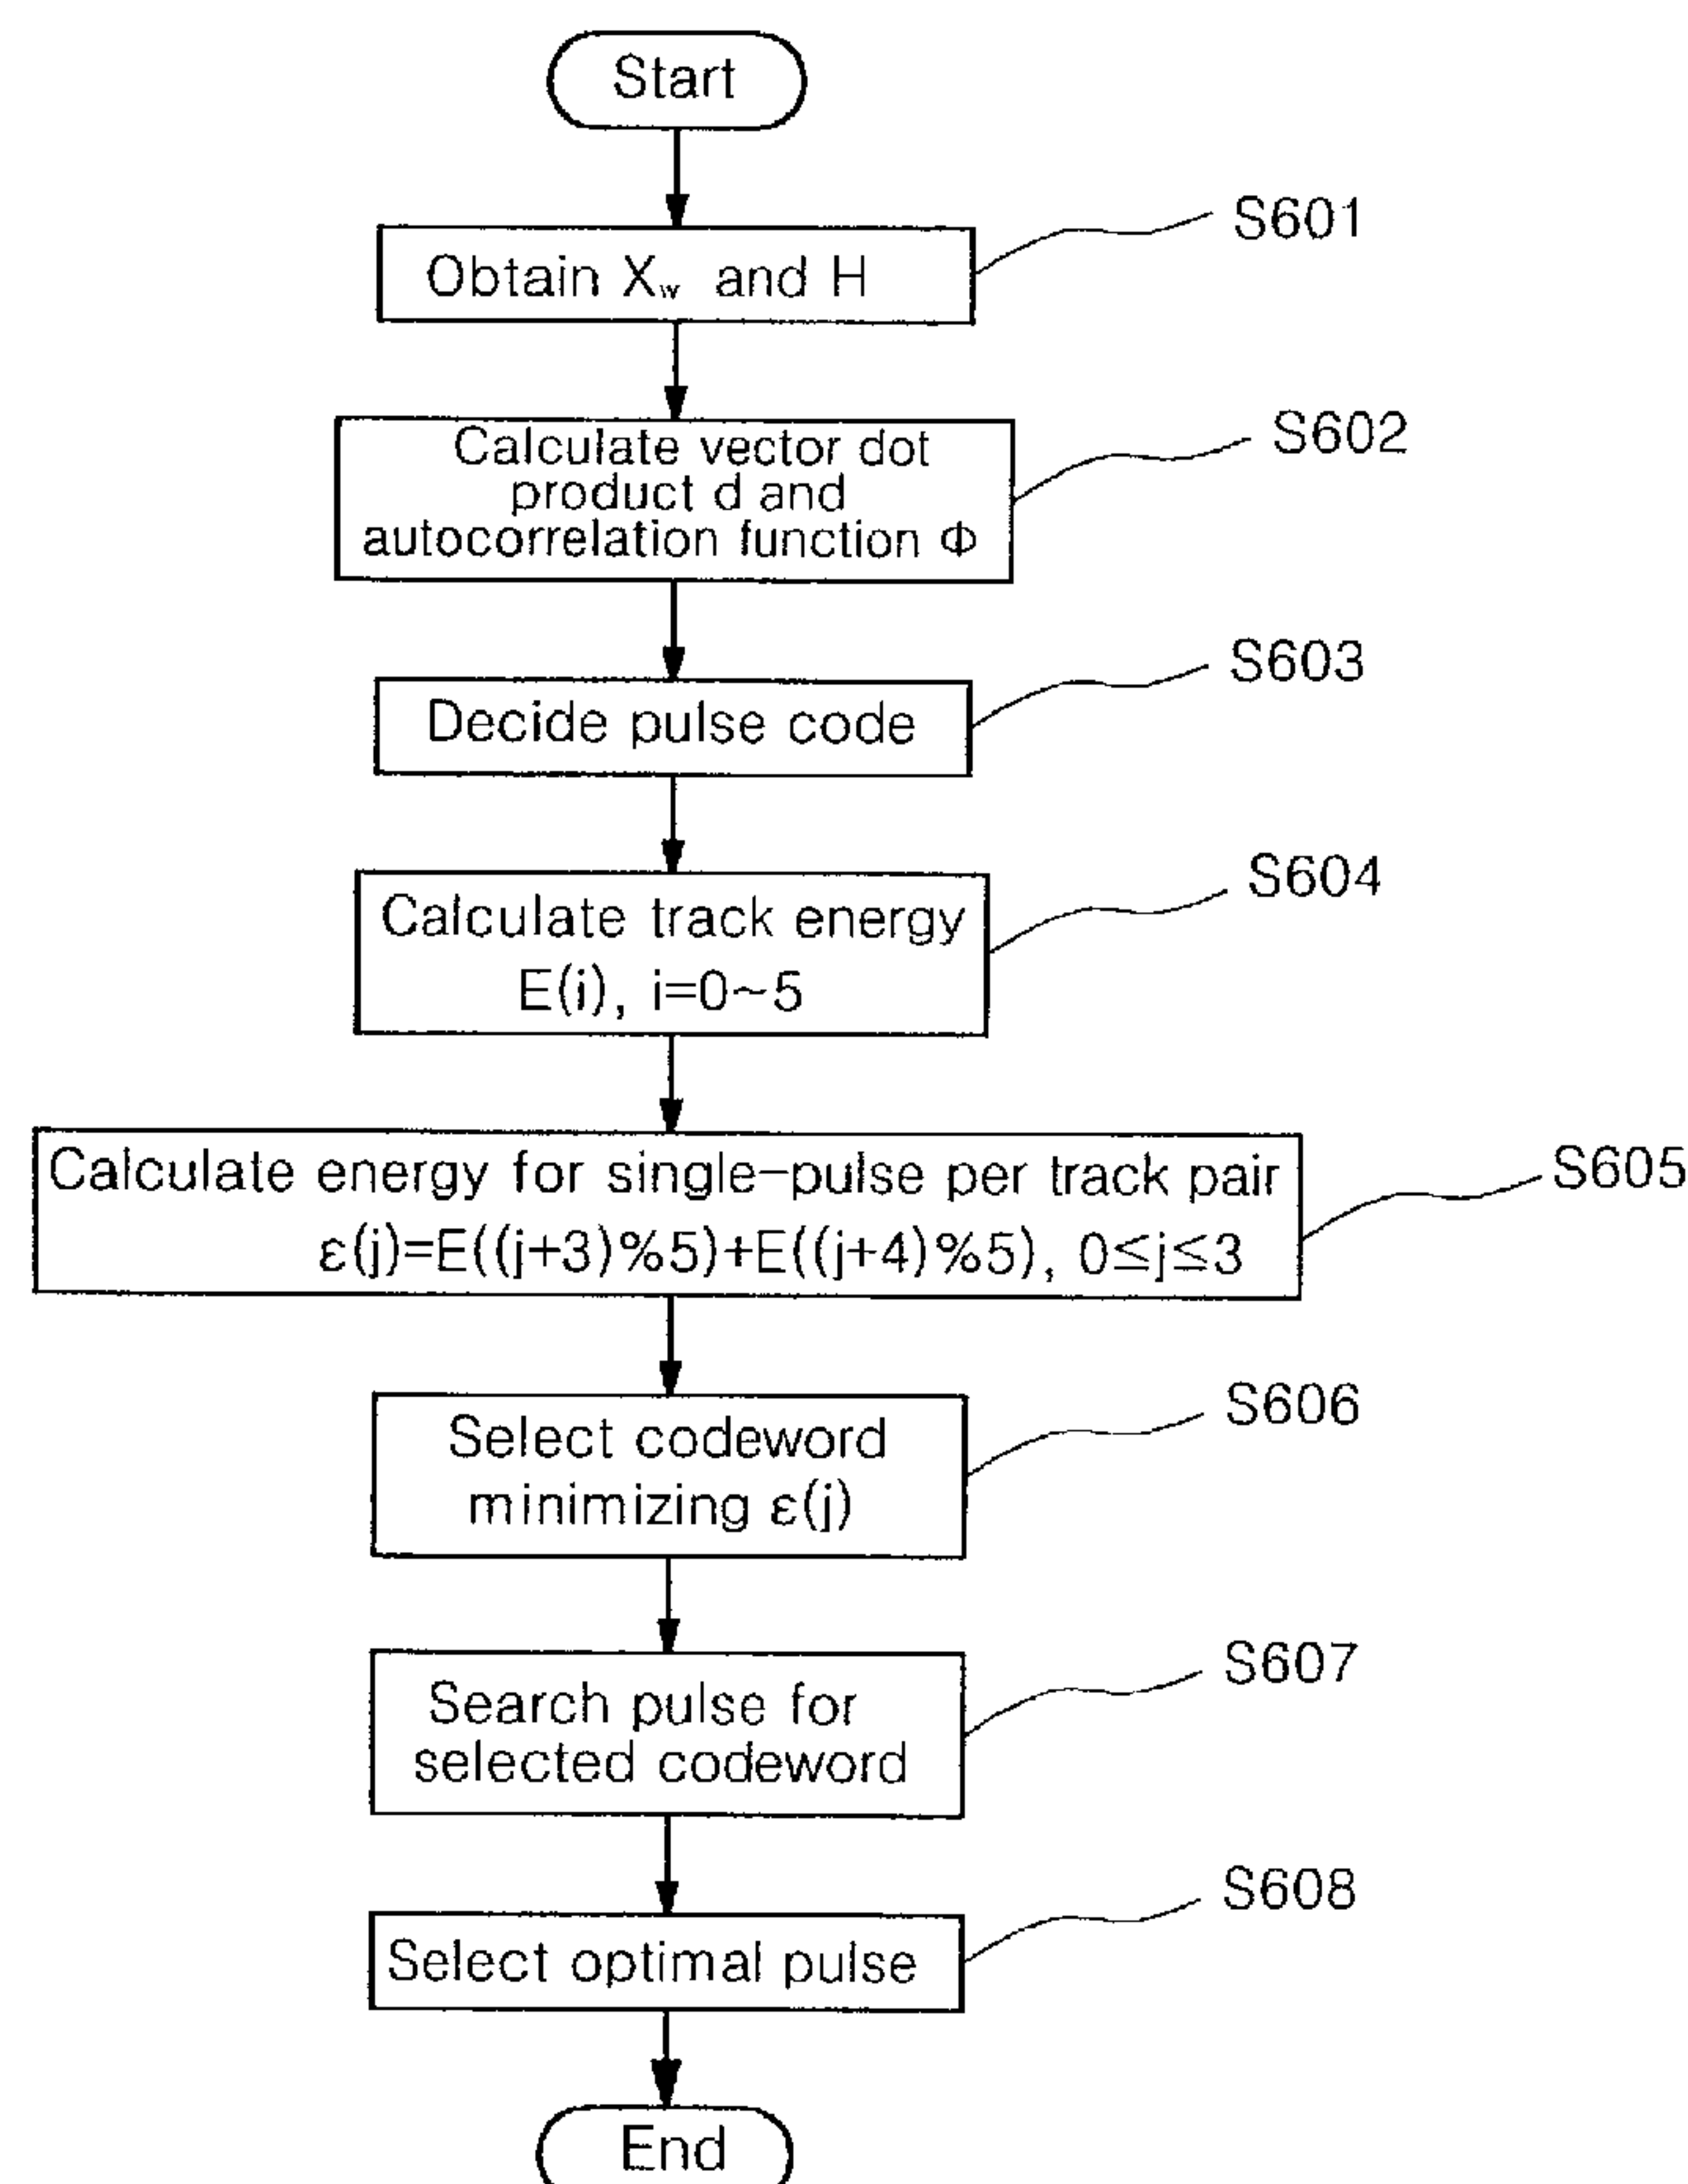 Start
S601
Obtain Xw and H
S602
Calculate vector dot
product d and
autocorrelation function Φ
S603
Decide pulse code
S604
Calculate track energy
E(i), i=0~5
S605
Calculate energy for single-pulse per track pair
ε(j)=E((j+3)%5)+E((j+4)%5), 0≤j≤3
S606
Select codeword
minimizing ε(j)
S607
Search pulse for
selected codeword
S608
Select optimal pulse
End